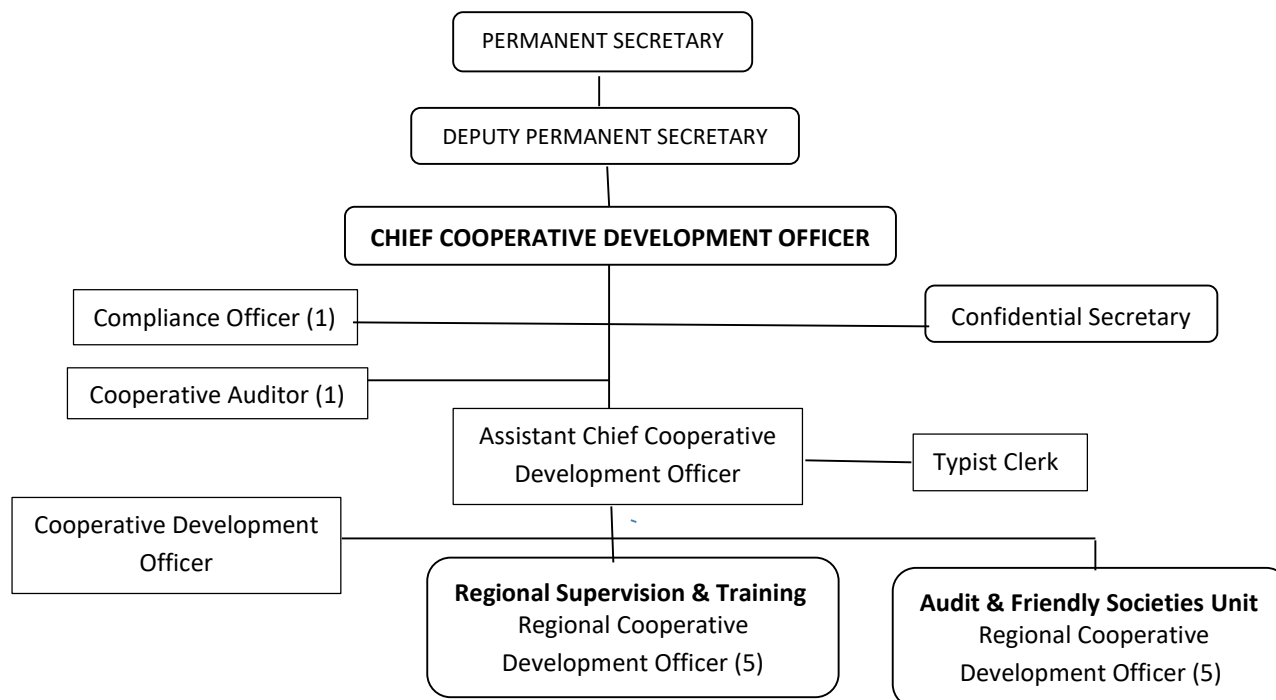 PERMANENT SECRETARY
DEPUTY PERMANENT SECRETARY
CHIEF COOPERATIVE DEVELOPMENT OFFICER
Compliance Officer (1)
Confidential Secretary
Cooperative Auditor (1)
Assistant Chief Cooperative
Development Officer
Typist Clerk
Cooperative Development
Officer
Regional Supervision & Training
Regional Cooperative
Development Officer (5)
Audit & Friendly Societies Unit
Regional Cooperative
Development Officer (5)